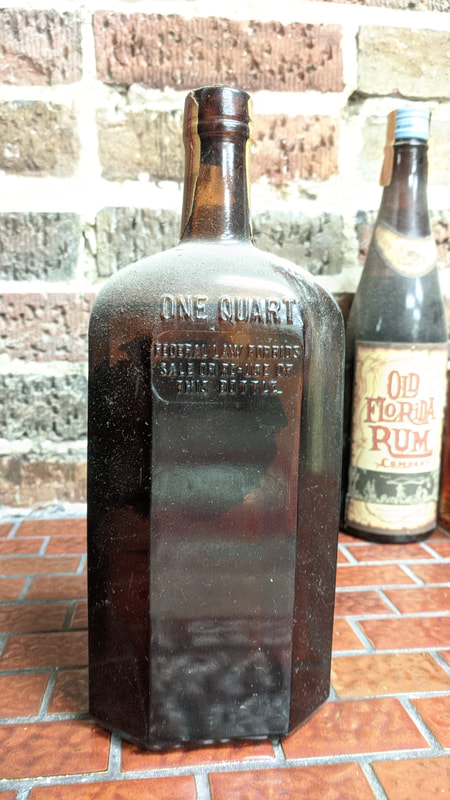 ONE QUART
FEDERAL LAW FORBIDS
SALE OR RE-USE OF
THIS BOTTLE
OLD
FLORIDA
RUM
COMPANY